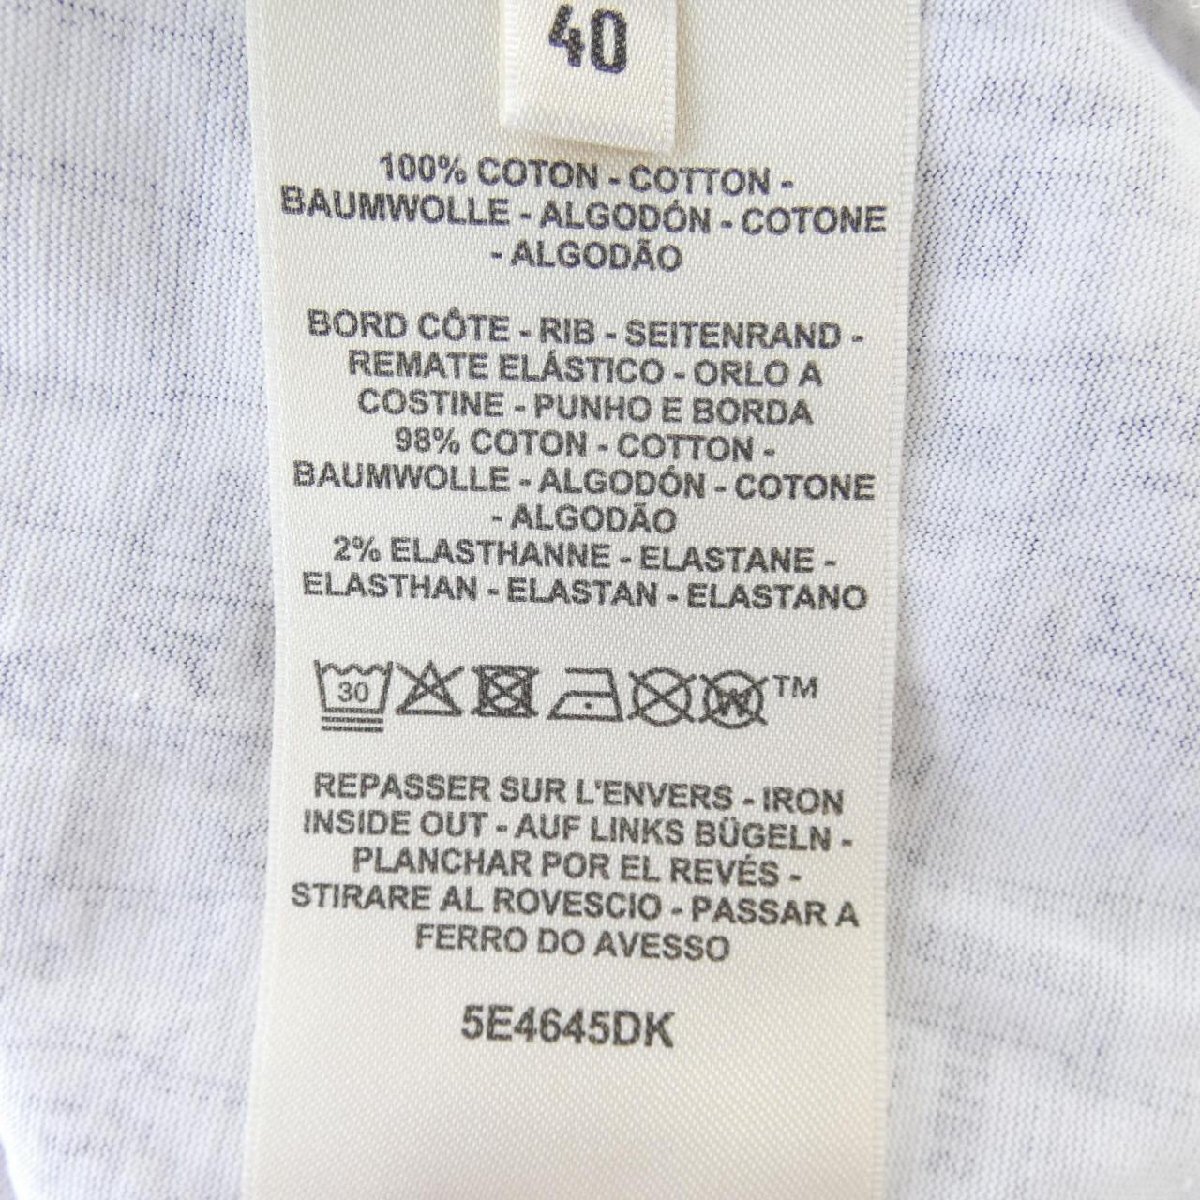 40
100% COTON - COTTON -
BAUMWOLLE - ALGODÓN - COTONE
- ALGODÃO
BORD CÔTE - RIB - SEITENRAND -
REMATE ELÁSTICO - ORLO A
COSTINE - PUNHO E BORDA
98% COTON - COTTON -
BAUMWOLLE - ALGODÓN - COTONE
- ALGODÃO
2% ELASTHANNE - ELASTANE -
ELASTHAN - ELASTAN - ELASTANO
30 W TM
REPASSER SUR L'ENVERS - IRON
INSIDE OUT - AUF LINKS BÜGELN -
PLANCHAR POR EL REVÉS -
STIRARE AL ROVESCIO - PASSAR A
FERRO DO AVESSO
5E4645DK